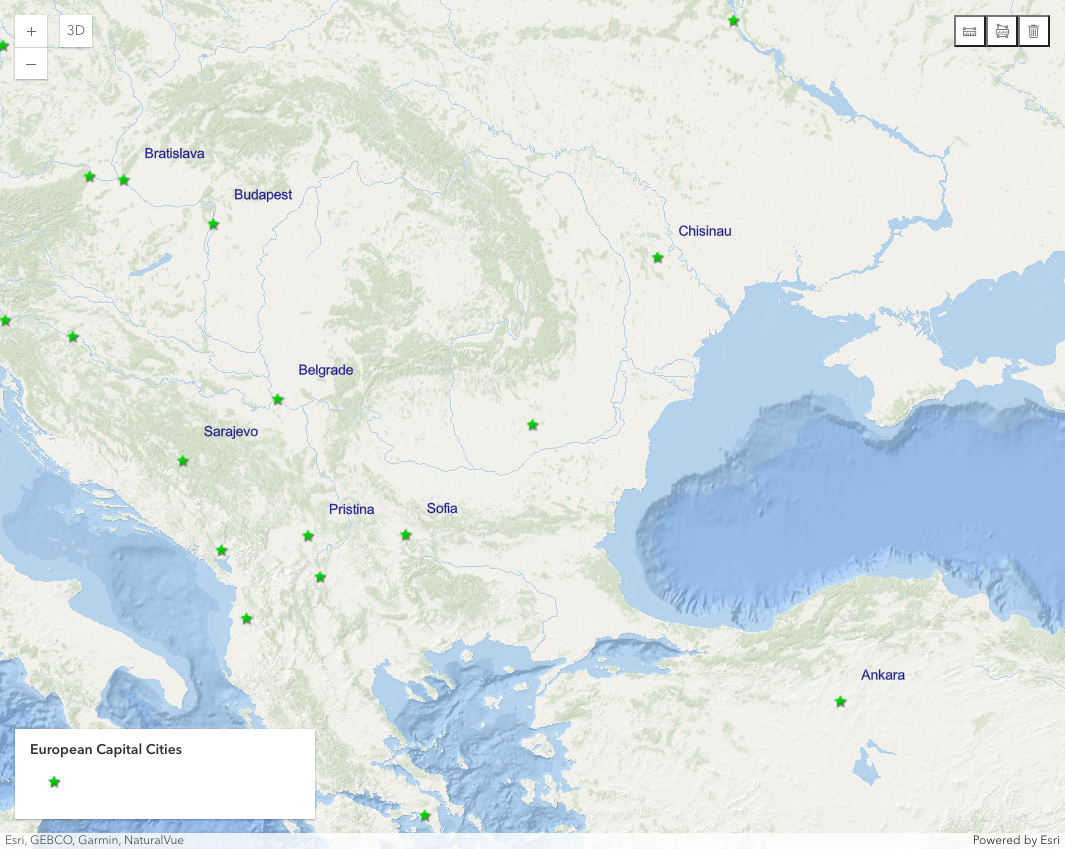 +
3D
−
Bratislava
Budapest
Chisinau
Belgrade
Sarajevo
Pristina
Sofia
Ankara
European Capital Cities
Esri, GEBCO, Garmin, NaturalVue
Powered by Esri